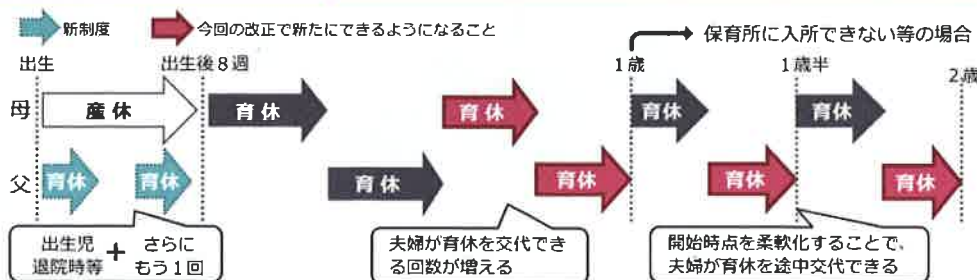 新制度 今回の改正で新たにできるようになること
保育所に入所できない等の場合
出生 出生後8週 1歳 1歳半 2歳
母 産休 育休 育休 育休 育休
父 育休 育休 育休 育休 育休 育休
出生児
退院時等
+
さらに
もう1回
夫婦が育休を交代でき
る回数が増える
開始時点を柔軟化することで、
夫婦が育休を途中交代できる